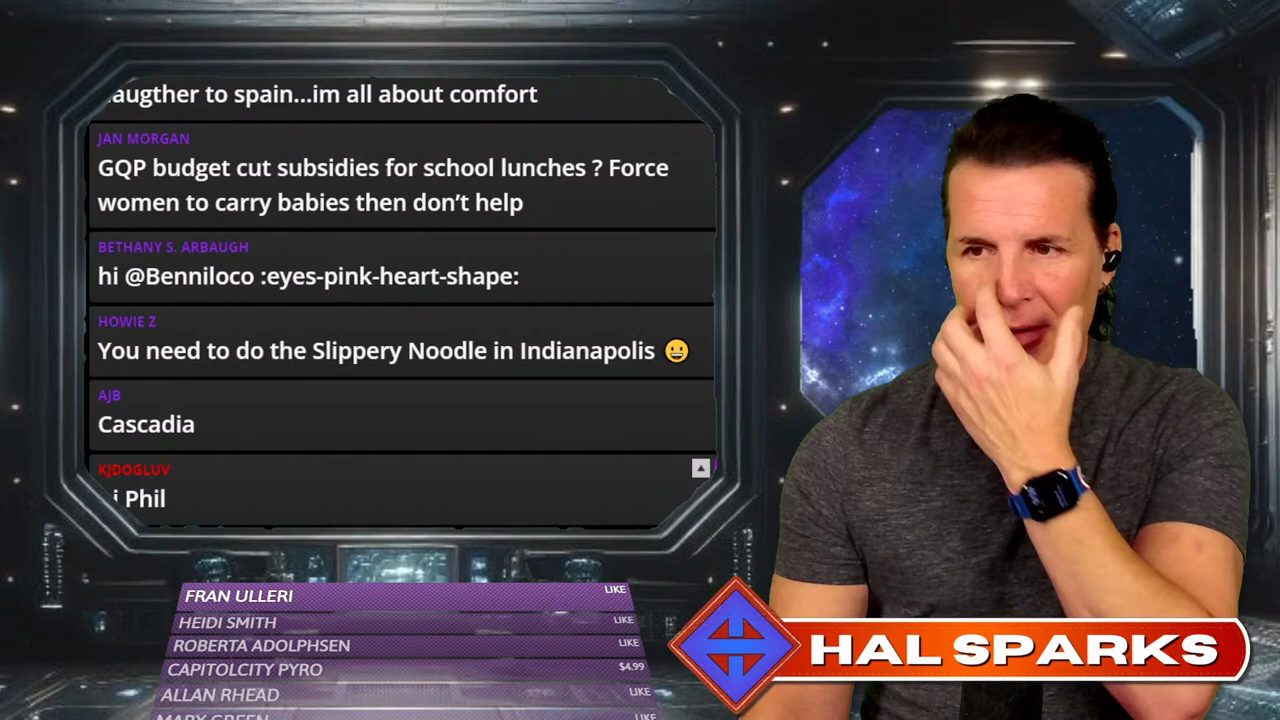 to spain...im all about comfort
JAN MORGAN
GQP budget cut subsidies for school lunches ? Force
women to carry babies then don't help
BETHANY S. ARBAUGH
hi @Benniloco :eyes-pink-heart-shape:
HOWIE Z
You need to do the Slippery Noodle in Indianapolis 😀
AJB
Cascadia
KJDOGLUV
Phil
FRAN ULLERI LIKE
HEIDI SMITH LIKE
ROBERTA ADOLPHSEN LIKE
CAPITOLCITY PYRO $4.99
ALLAN RHEAD LIKE
MARY GREEN LIKE
HAL SPARKS